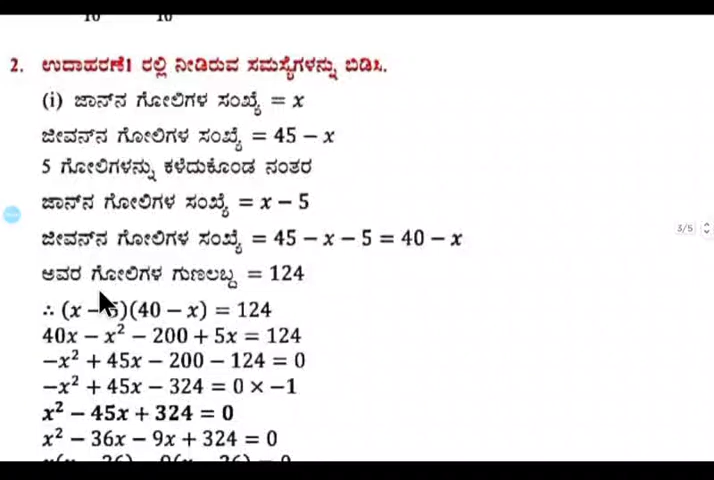 10 10
2. ಉದಾಹರಣೆ1 ರಲ್ಲಿ ನೀಡಿರುವ ಸಮಸ್ಯೆಗಳನ್ನು ಬಿಡಿಸಿ.
(i) ಜಾನ್‌ನ ಗೋಲಿಗಳ ಸಂಖ್ಯೆ = x
ಜೀವನ್‌ನ ಗೋಲಿಗಳ ಸಂಖ್ಯೆ = 45 − x
5 ಗೋಲಿಗಳನ್ನು ಕಳೆದುಕೊಂಡ ನಂತರ
ಜಾನ್‌ನ ಗೋಲಿಗಳ ಸಂಖ್ಯೆ = x − 5
ಜೀವನ್‌ನ ಗೋಲಿಗಳ ಸಂಖ್ಯೆ = 45 − x − 5 = 40 − x
3/5
ಅವರ ಗೋಲಿಗಳ ಗುಣಲಬ್ದ = 124
∴ (x − 5)(40 − x) = 124
40x − x² − 200 + 5x = 124
−x² + 45x − 200 − 124 = 0
−x² + 45x − 324 = 0 × −1
x² − 45x + 324 = 0
x² − 36x − 9x + 324 = 0